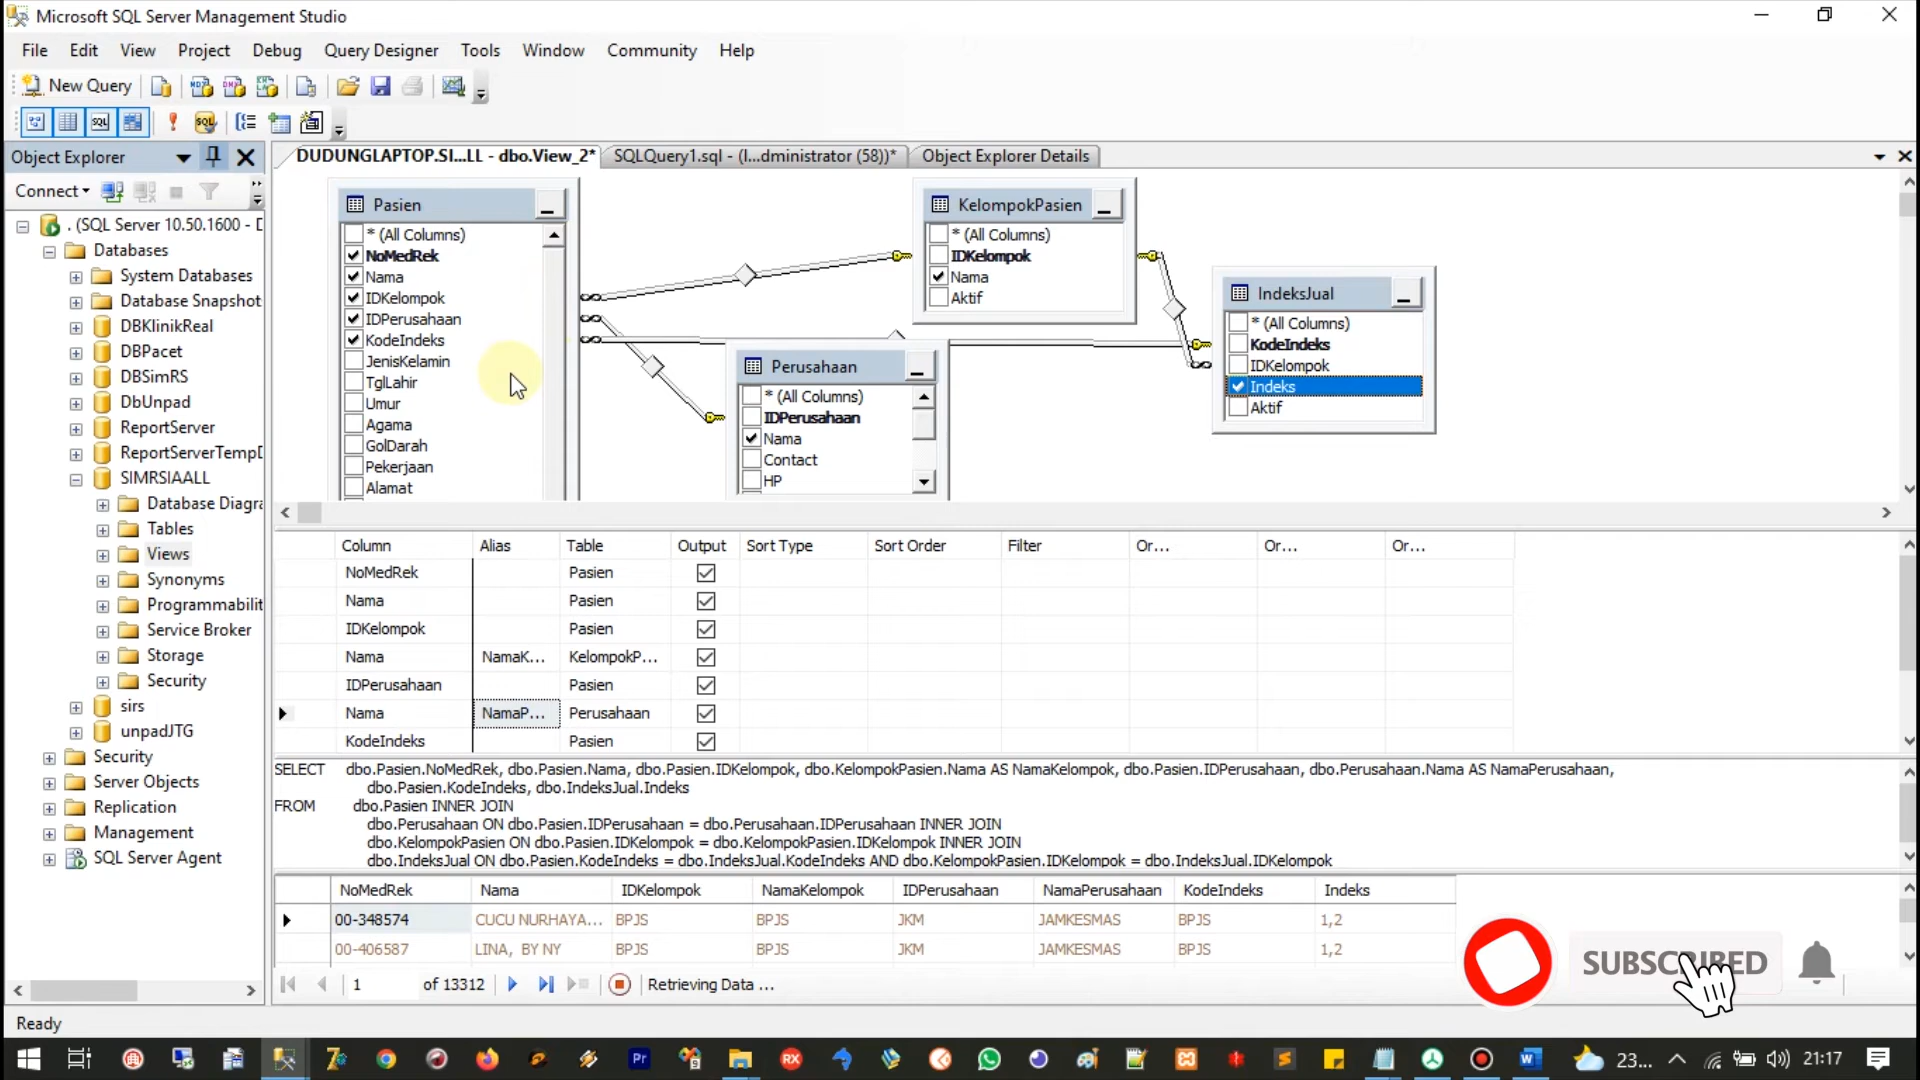 Microsoft SQL Server Management Studio
File Edit View Project Debug Query Designer Tools Window Community Help
New Query
Object Explorer
DUDUNGLAPTOP.SI...LL - dbo.View_2* SQLQuery1.sql - (l...dministrator (58))* Object Explorer Details
Connect
. (SQL Server 10.50.1600 - D
Databases
System Databases
Database Snapshot
DBKlinikReal
DBPacet
DBSimRS
DbUnpad
ReportServer
ReportServerTempD
SIMRSIAALL
Database Diagra
Tables
Views
Synonyms
Programmabilit
Service Broker
Storage
Security
sirs
unpadJTG
Security
Server Objects
Replication
Management
SQL Server Agent
Pasien
* (All Columns)
NoMedRek
Nama
IDKelompok
IDPerusahaan
KodeIndeks
JenisKelamin
TglLahir
Umur
Agama
GolDarah
Pekerjaan
Alamat
KelompokPasien
* (All Columns)
IDKelompok
Nama
Aktif
Perusahaan
* (All Columns)
IDPerusahaan
Nama
Contact
HP
IndeksJual
* (All Columns)
KodeIndeks
IDKelompok
Indeks
Aktif
Column Alias Table Output Sort Type Sort Order Filter Or... Or... Or...
NoMedRek Pasien
Nama Pasien
IDKelompok Pasien
Nama NamaK... KelompokP...
IDPerusahaan Pasien
Nama NamaP... Perusahaan
KodeIndeks Pasien
SELECT dbo.Pasien.NoMedRek, dbo.Pasien.Nama, dbo.Pasien.IDKelompok, dbo.KelompokPasien.Nama AS NamaKelompok, dbo.Pasien.IDPerusahaan, dbo.Perusahaan.Nama AS NamaPerusahaan,
dbo.Pasien.KodeIndeks, dbo.IndeksJual.Indeks
FROM dbo.Pasien INNER JOIN
dbo.Perusahaan ON dbo.Pasien.IDPerusahaan = dbo.Perusahaan.IDPerusahaan INNER JOIN
dbo.KelompokPasien ON dbo.Pasien.IDKelompok = dbo.KelompokPasien.IDKelompok INNER JOIN
dbo.IndeksJual ON dbo.Pasien.KodeIndeks = dbo.IndeksJual.KodeIndeks AND dbo.KelompokPasien.IDKelompok = dbo.IndeksJual.IDKelompok
NoMedRek Nama IDKelompok NamaKelompok IDPerusahaan NamaPerusahaan KodeIndeks Indeks
00-348574 CUCU NURHAYA... BPJS BPJS JKM JAMKESMAS BPJS 1,2
00-406587 LINA, BY NY BPJS BPJS JKM JAMKESMAS BPJS 1,2
1 of 13312 Retrieving Data ...
SUBSCRIBED
Ready
23... 21:17